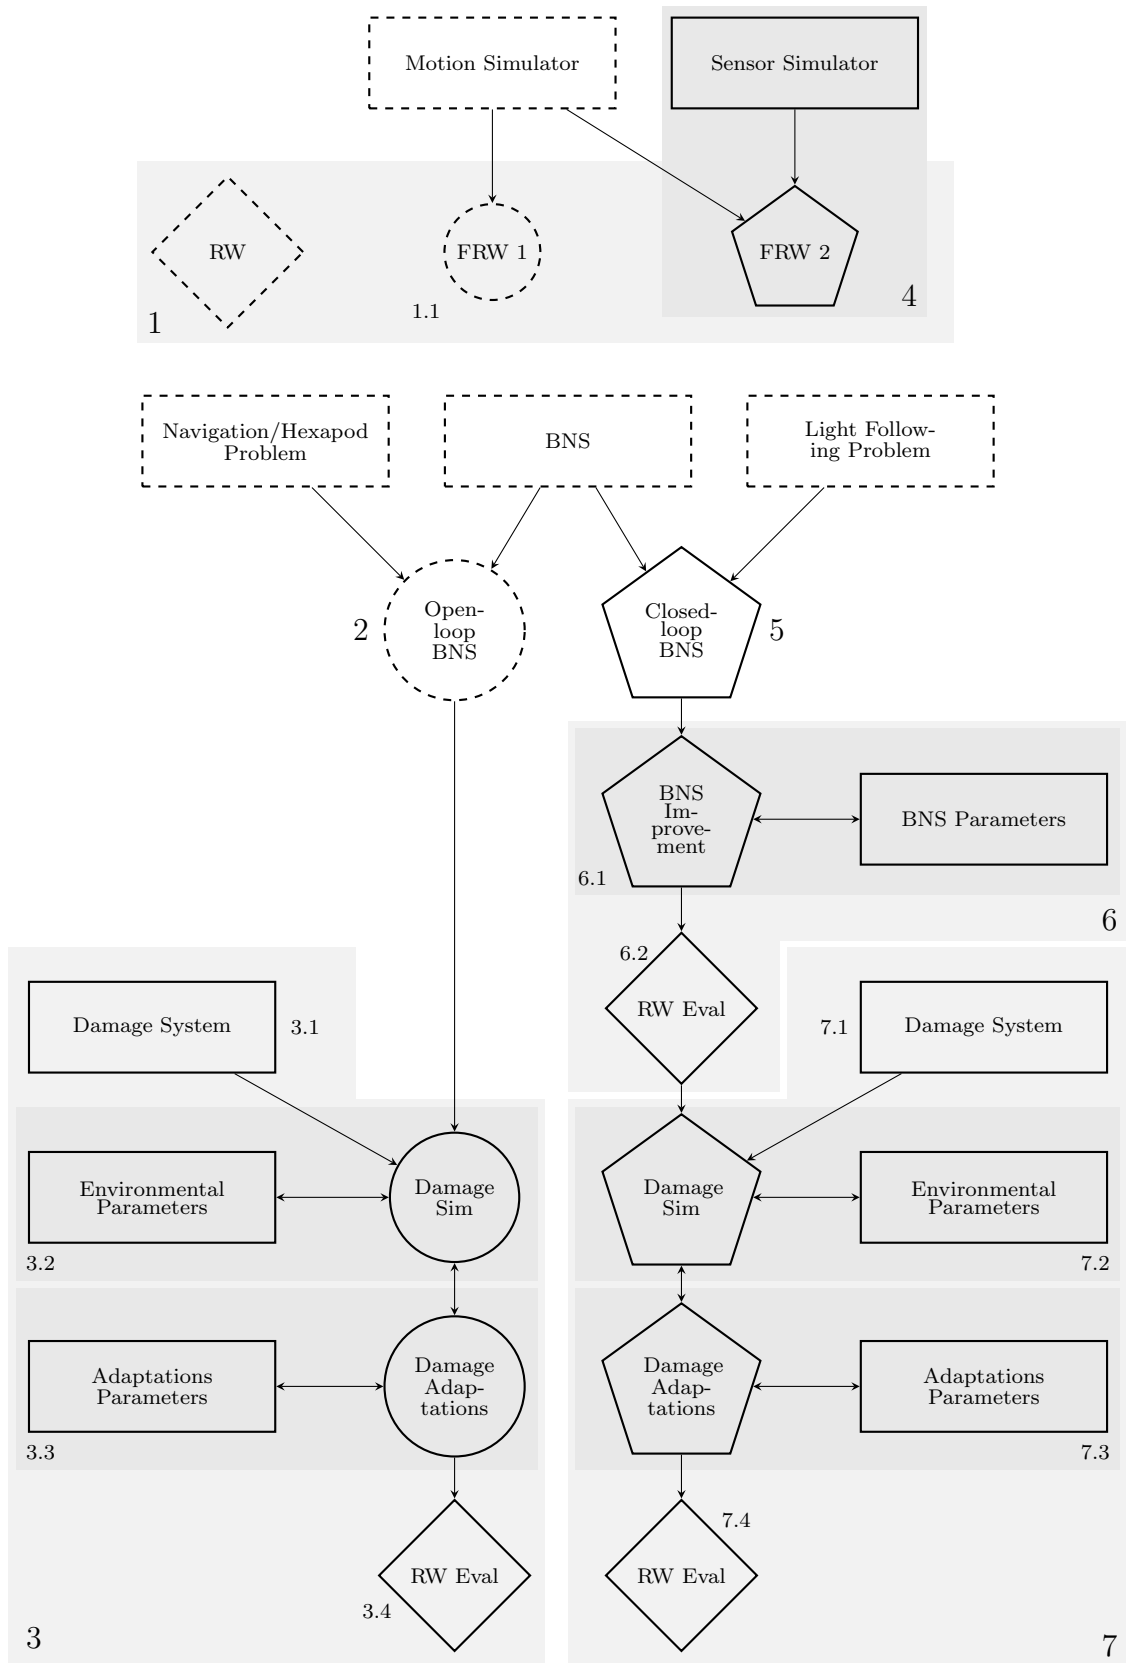 Motion Simulator
Sensor Simulator
RW
FRW 1
FRW 2
1
1.1
4
Navigation/Hexapod
Problem
BNS
Light Follow-
ing Problem
2
Open-
loop
BNS
Closed-
loop
BNS
5
BNS
Im-
prove-
ment
BNS Parameters
6.1
6
6.2
RW Eval
Damage System
3.1
7.1
Damage System
Environmental
Parameters
Damage
Sim
Damage
Sim
Environmental
Parameters
3.2
7.2
Adaptations
Parameters
Damage
Adap-
tations
Damage
Adap-
tations
Adaptations
Parameters
3.3
7.3
7.4
RW Eval
RW Eval
3.4
3
7